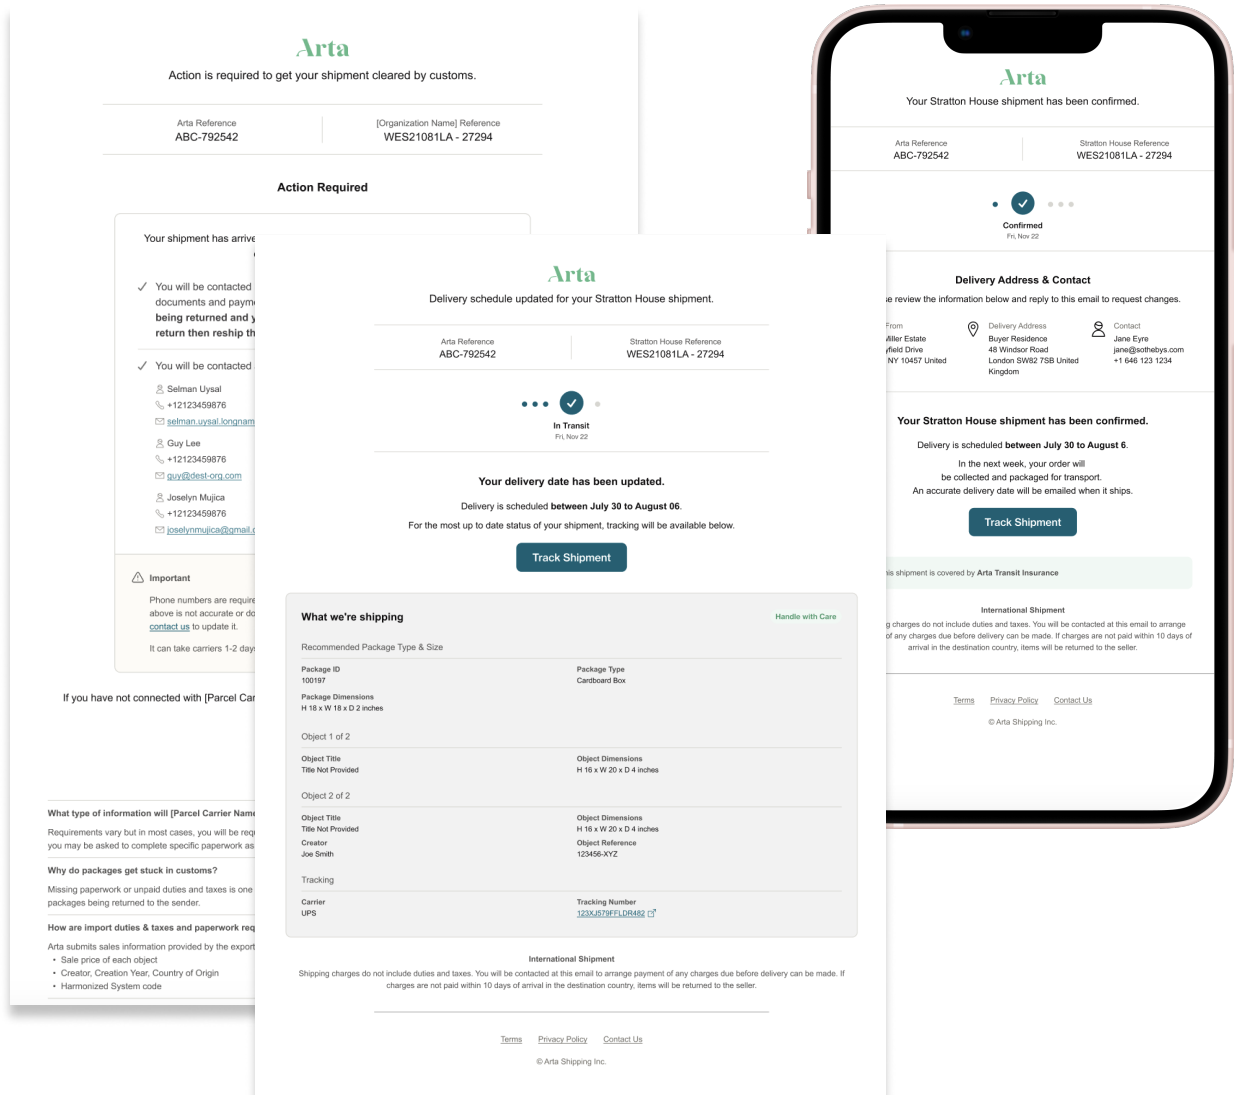 Arta
Action is required to get your shipment cleared by customs.
Arta Reference
ABC-792542
[Organization Name] Reference
WES21081LA - 27294
Action Required
Your shipment has arrive
You will be contacted
documents and payme
being returned and y
return then reship th
You will be contacted
Selman Uysal
+12123459876
selman.uysal.longnam
Guy Lee
+12123459876
guy@dest-org.com
Joselyn Mujica
+12123459876
joselynmujica@gmail.c
Important
Phone numbers are require
above is not accurate or do
contact us to update it.
It can take carriers 1-2 day
If you have not connected with [Parcel Car
What type of information will [Parcel Carrier Name
Requirements vary but in most cases, you will be requ
you may be asked to complete specific paperwork as
Why do packages get stuck in customs?
Missing paperwork or unpaid duties and taxes is one
packages being returned to the sender.
How are import duties & taxes and paperwork req
Arta submits sales information provided by the export
• Sale price of each object
• Creator, Creation Year, Country of Origin
• Harmonized System code
Arta
Delivery schedule updated for your Stratton House shipment.
Arta Reference
ABC-792542
Stratton House Reference
WES21081LA - 27294
In Transit
Fri, Nov 22
Your delivery date has been updated.
Delivery is scheduled between July 30 to August 06.
For the most up to date status of your shipment, tracking will be available below.
Track Shipment
What we're shipping
Handle with Care
Recommended Package Type & Size
Package ID
100197
Package Type
Cardboard Box
Package Dimensions
H 18 x W 18 x D 2 inches
Object 1 of 2
Object Title
Title Not Provided
Object Dimensions
H 16 x W 20 x D 4 inches
Object 2 of 2
Object Title
Title Not Provided
Object Dimensions
H 16 x W 20 x D 4 inches
Creator
Joe Smith
Object Reference
123456-XYZ
Tracking
Carrier
UPS
Tracking Number
123XJ579FFLDR482
International Shipment
Shipping charges do not include duties and taxes. You will be contacted at this email to arrange payment of any charges due before delivery can be made. If
charges are not paid within 10 days of arrival in the destination country, items will be returned to the seller.
Terms Privacy Policy Contact Us
© Arta Shipping Inc.
Arta
Your Stratton House shipment has been confirmed.
Arta Reference
ABC-792542
Stratton House Reference
WES21081LA - 27294
Confirmed
Fri, Nov 22
Delivery Address & Contact
se review the information below and reply to this email to request changes.
From
Miller Estate
yfield Drive
NY 10457 United
Delivery Address
Buyer Residence
48 Windsor Road
London SW82 7SB United
Kingdom
Contact
Jane Eyre
jane@sothebys.com
+1 646 123 1234
Your Stratton House shipment has been confirmed.
Delivery is scheduled between July 30 to August 6.
In the next week, your order will
be collected and packaged for transport.
An accurate delivery date will be emailed when it ships.
Track Shipment
his shipment is covered by Arta Transit Insurance
International Shipment
g charges do not include duties and taxes. You will be contacted at this email to arrange
of any charges due before delivery can be made. If charges are not paid within 10 days of
arrival in the destination country, items will be returned to the seller.
Terms Privacy Policy Contact Us
© Arta Shipping Inc.